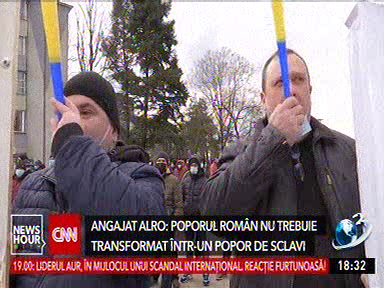 NEWS
HOUR
CNN
ANGAJAT ALRO: POPORUL ROMÂN NU TREBUIE
TRANSFORMAT ÎNTR-UN POPOR DE SCLAVI
19.00: LIDERUL AUR, ÎN MIJLOCUL UNUI SCANDAL INTERNAȚIONAL. REACȚIE FURTUNOASĂ!
18:32